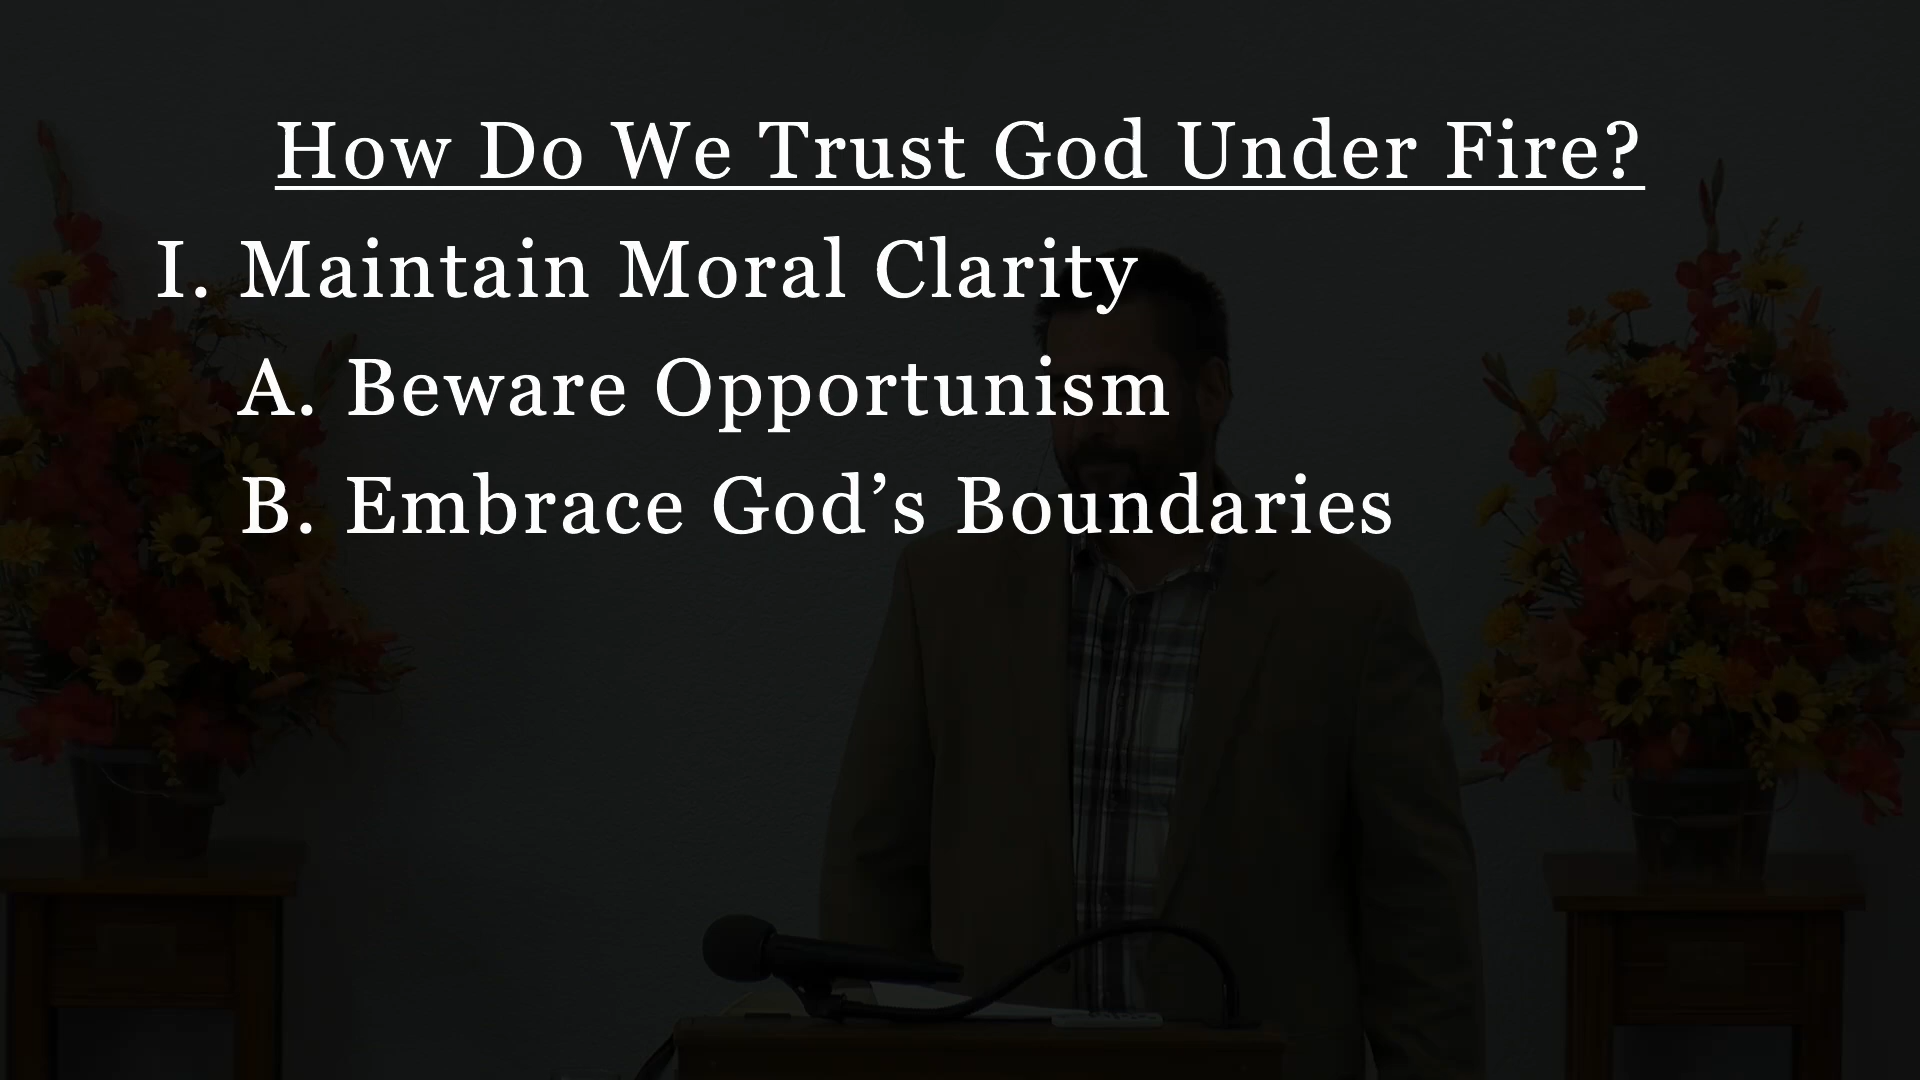 How Do We Trust God Under Fire?
I. Maintain Moral Clarity
A. Beware Opportunism
B. Embrace God’s Boundaries